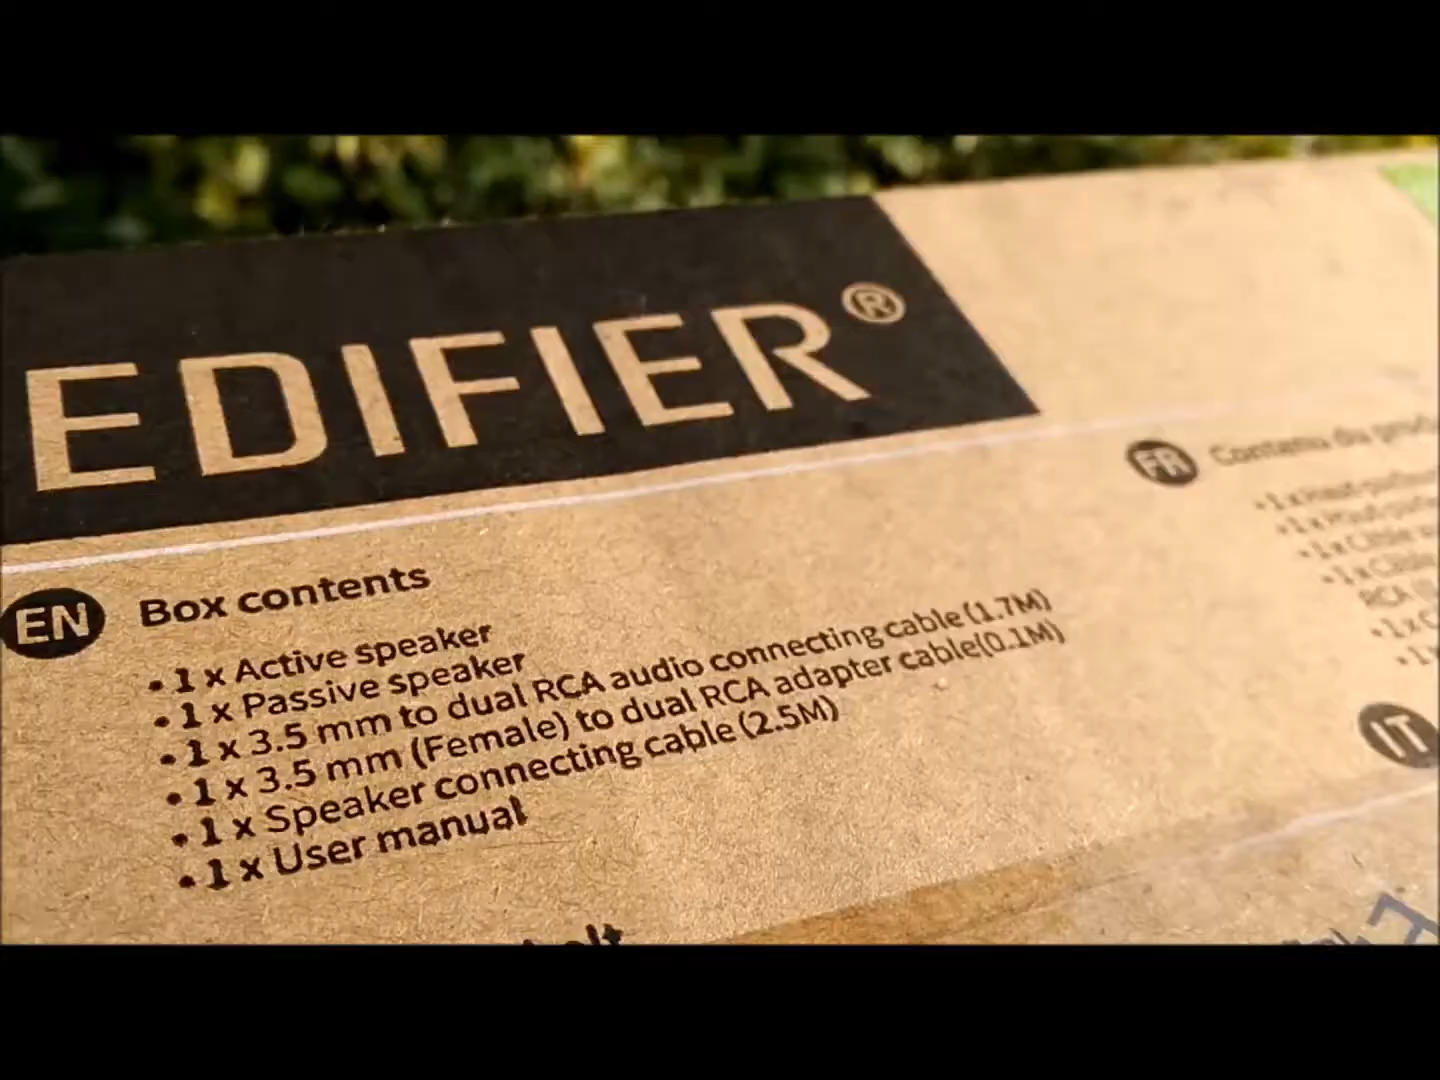 EDIFIER®
EN Box contents
• 1 x Active speaker
• 1 x Passive speaker
• 1 x 3.5 mm to dual RCA audio connecting cable (1.7M)
• 1 x 3.5 mm (Female) to dual RCA adapter cable(0.1M)
• 1 x Speaker connecting cable (2.5M)
• 1 x User manual
FR Contenu du
IT